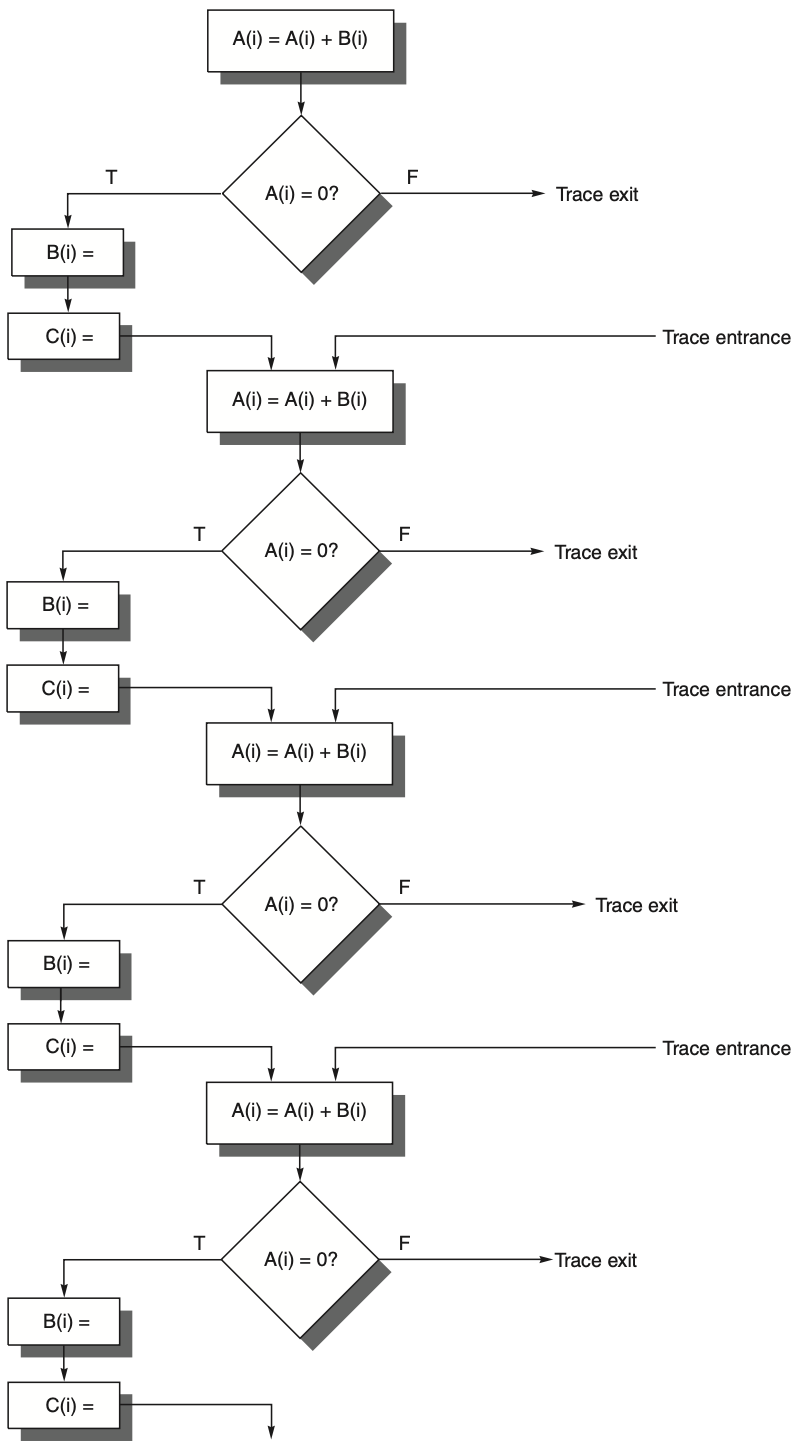 A(i) = A(i) + B(i)
T
A(i) = 0?
F
Trace exit
B(i) =
C(i) =
Trace entrance
A(i) = A(i) + B(i)
T
A(i) = 0?
F
Trace exit
B(i) =
C(i) =
Trace entrance
A(i) = A(i) + B(i)
T
A(i) = 0?
F
Trace exit
B(i) =
C(i) =
Trace entrance
A(i) = A(i) + B(i)
T
A(i) = 0?
F
Trace exit
B(i) =
C(i) =